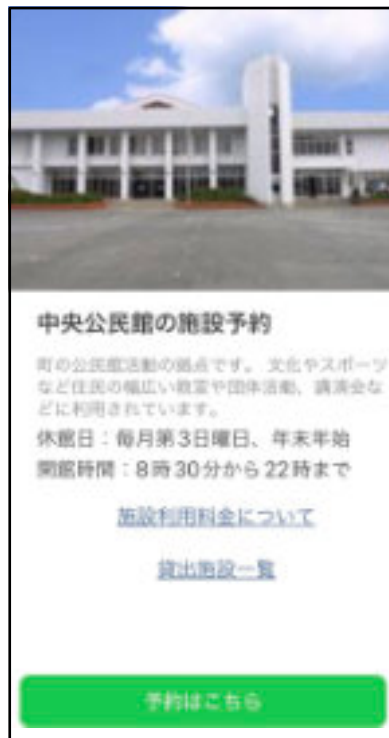 中央公民館の施設予約
町の公民館活動の拠点です。 文化やスポーツ
など住民の幅広い教室や団体活動、講演会な
どに利用されています。
休館日：毎月第3日曜日、年末年始
開館時間：8時30分から22時まで
施設利用料金について
貸出施設一覧
予約はこちら